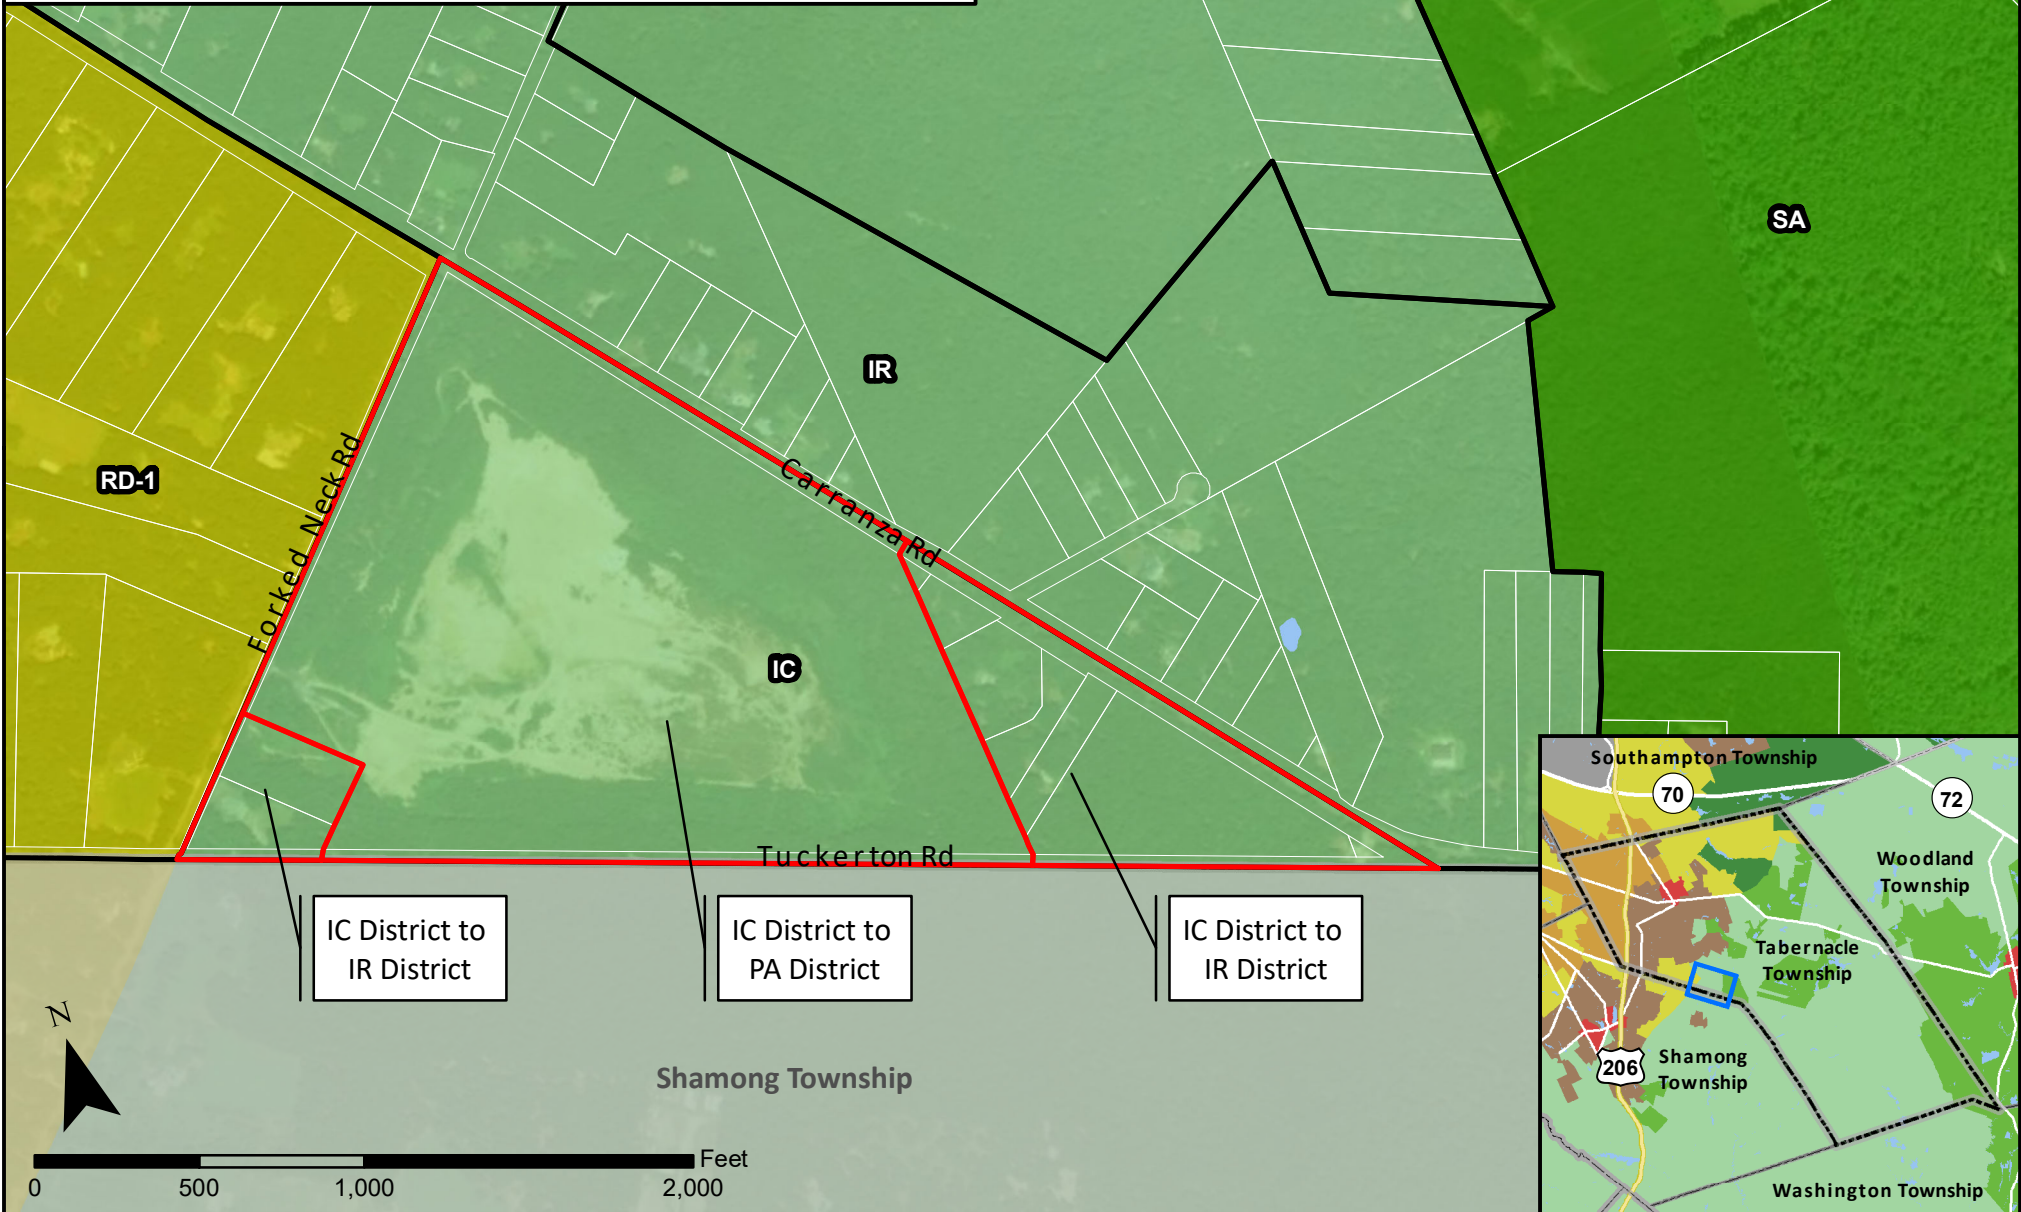 SA
IR
RD-1
Forked Neck Rd
Carranza Rd
IC
Tuckerton Rd
IC District to
IR District
IC District to
PA District
IC District to
IR District
Shamong Township
N
Feet
0 500 1,000 2,000
Southampton Township
70
72
Woodland
Township
Tabernacle
Township
206
Shamong
Township
Washington Township